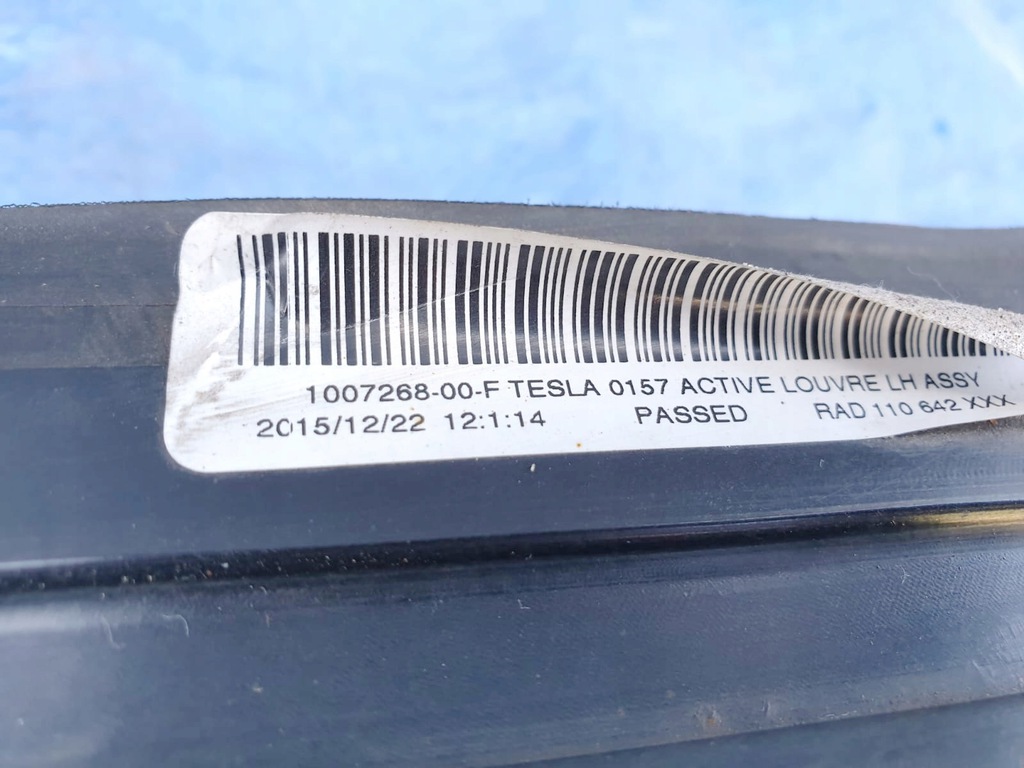 1007268-00-F TESLA 0157 ACTIVE LOUVRE LH ASSY
2015/12/22 12:1:14 PASSED RAD 110 642 XXX